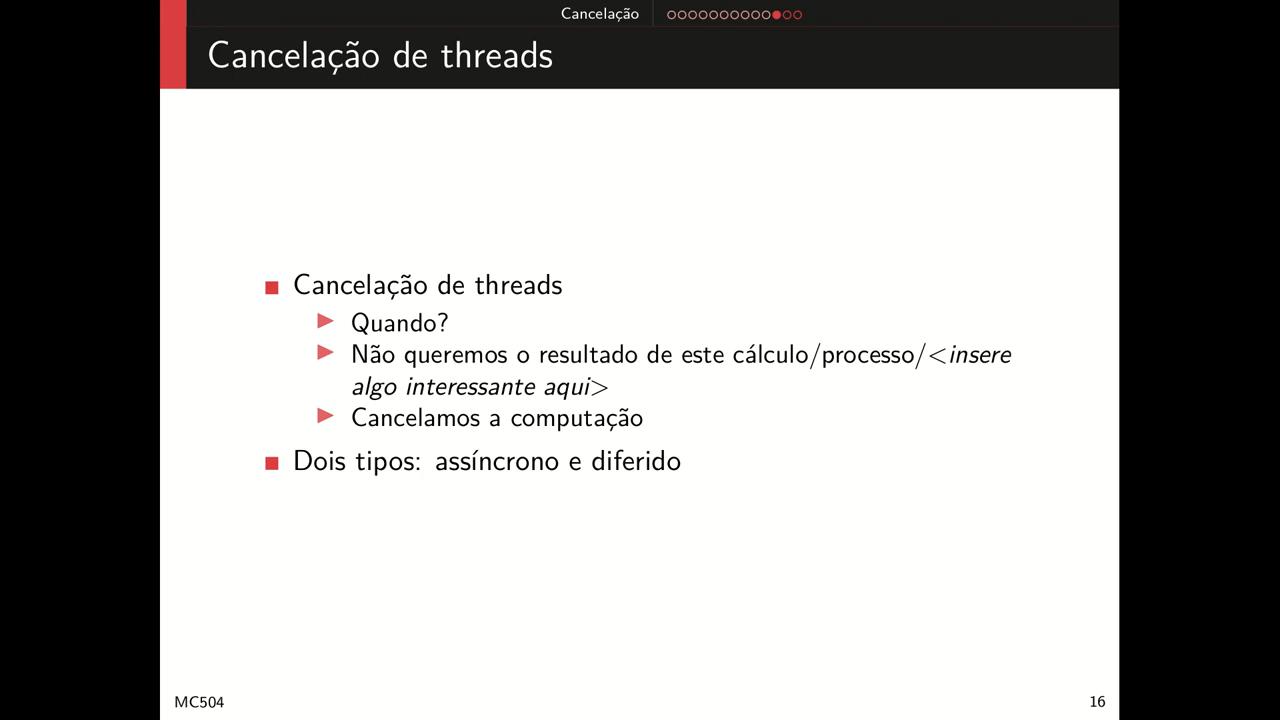 Cancelação
Cancelação de threads
Cancelação de threads
Quando?
Não queremos o resultado de este cálculo/processo/<insere
algo interessante aqui>
Cancelamos a computação
Dois tipos: assíncrono e diferido
MC504
16